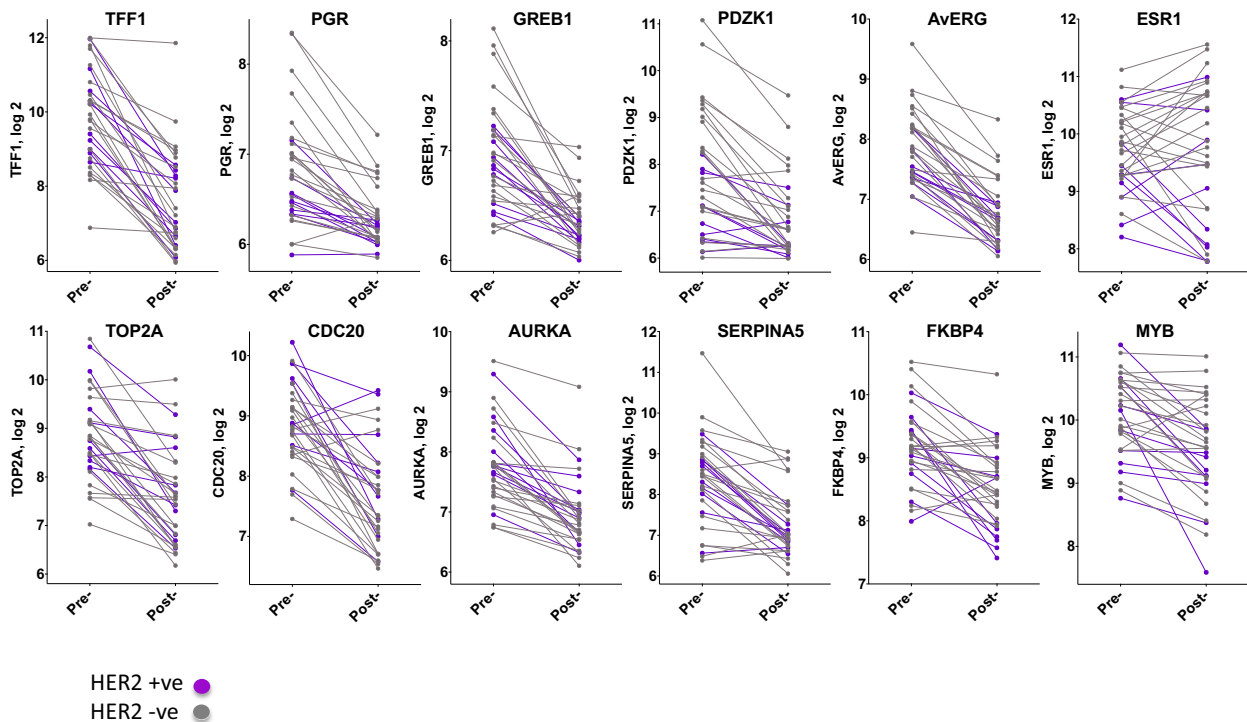 TFF1
TFF1, log 2
12
10
8
6
Pre-
Post-
PGR
PGR, log 2
8
7
6
Pre-
Post-
GREB1
GREB1, log 2
8
7
6
Pre-
Post-
PDZK1
PDZK1, log 2
11
10
9
8
7
6
Pre-
Post-
AvERG
AvERG, log 2
10
9
8
7
6
Pre-
Post-
ESR1
ESR1, log 2
12
11
10
9
8
Pre-
Post-
TOP2A
TOP2A, log 2
11
10
9
8
7
6
Pre-
Post-
CDC20
CDC20, log 2
10
9
8
7
Pre-
Post-
AURKA
AURKA, log 2
10
9
8
7
6
Pre-
Post-
SERPINA5
SERPINA5, log 2
12
11
10
9
8
7
6
Pre-
Post-
FKBP4
FKBP4, log 2
11
10
9
8
7
Pre-
Post-
MYB
MYB, log 2
11
10
9
8
Pre-
Post-
HER2 +ve
HER2 -ve